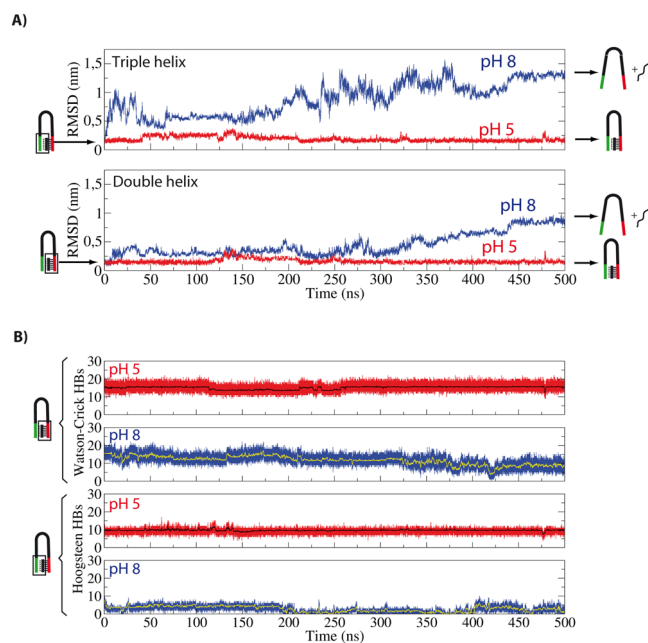 A)
Triple helix
pH 8
pH 5
RMSD (nm)
1,5
1
0,5
0
+
Double helix
pH 8
pH 5
RMSD (nm)
1,5
1
0,5
0
+
0 50 100 150 200 250 300 350 400 450 500
Time (ns)
B)
Watson-Crick HBs
pH 5
30
20
10
0
pH 8
30
20
10
0
Hoogsteen HBs
pH 5
30
20
10
0
pH 8
30
20
10
0
0 50 100 150 200 250 300 350 400 450 500
Time (ns)